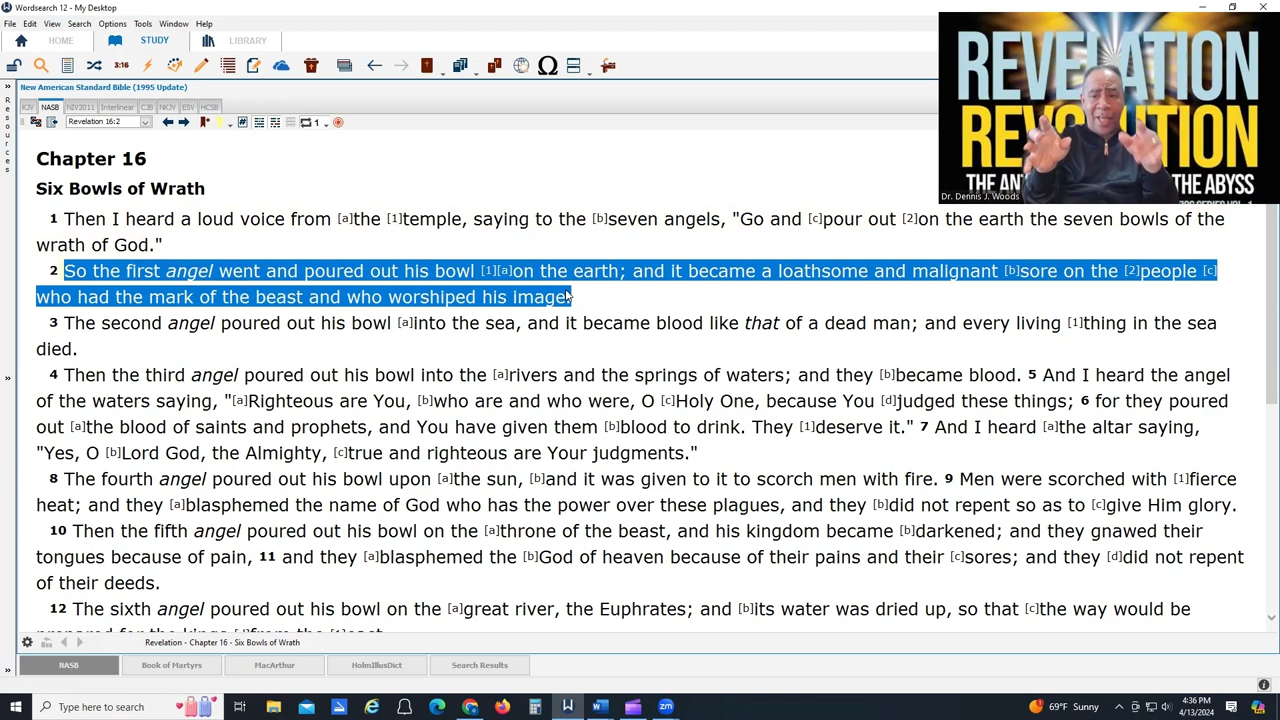 Wordsearch 12 - My Desktop
File Edit View Search Options Tools Window Help
HOME STUDY LIBRARY
3:16
New American Standard Bible (1995 Update)
KJV NASB NIV2011 Interlinear CJB NKJV ESV HCSB
Revelation 16:2 # 1
Resources
Chapter 16
Six Bowls of Wrath
1 Then I heard a loud voice from [a]the [1]temple, saying to the [b]seven angels, "Go and [c]pour out [2]on the earth the seven bowls of the
wrath of God."
2 So the first angel went and poured out his bowl [1][a]on the earth; and it became a loathsome and malignant [b]sore on the [2]people [c]
who had the mark of the beast and who worshiped his image
3 The second angel poured out his bowl [a]into the sea, and it became blood like that of a dead man; and every living [1]thing in the sea
died.
4 Then the third angel poured out his bowl into the [a]rivers and the springs of waters; and they [b]became blood. 5 And I heard the angel
of the waters saying, "[a]Righteous are You, [b]who are and who were, O [c]Holy One, because You [d]judged these things; 6 for they poured
out [a]the blood of saints and prophets, and You have given them [b]blood to drink. They [1]deserve it." 7 And I heard [a]the altar saying,
"Yes, O [b]Lord God, the Almighty, [c]true and righteous are Your judgments."
8 The fourth angel poured out his bowl upon [a]the sun, [b]and it was given to it to scorch men with fire. 9 Men were scorched with [1]fierce
heat; and they [a]blasphemed the name of God who has the power over these plagues, and they [b]did not repent so as to [c]give Him glory.
10 Then the fifth angel poured out his bowl on the [a]throne of the beast, and his kingdom became [b]darkened; and they gnawed their
tongues because of pain, 11 and they [a]blasphemed the [b]God of heaven because of their pains and their [c]sores; and they [d]did not repent
of their deeds.
12 The sixth angel poured out his bowl on the [a]great river, the Euphrates; and [b]its water was dried up, so that [c]the way would be
prepared for the kings [d]from the [1]east.
Revelation - Chapter 16 - Six Bowls of Wrath
NASB Book of Martyrs MacArthur HolmIllusDict Search Results
REVELATION
REVOLUTION
THE ANT THE ABYSS
Dr. Dennis J. Woods
Type here to search
69°F Sunny
4:36 PM
4/13/2024